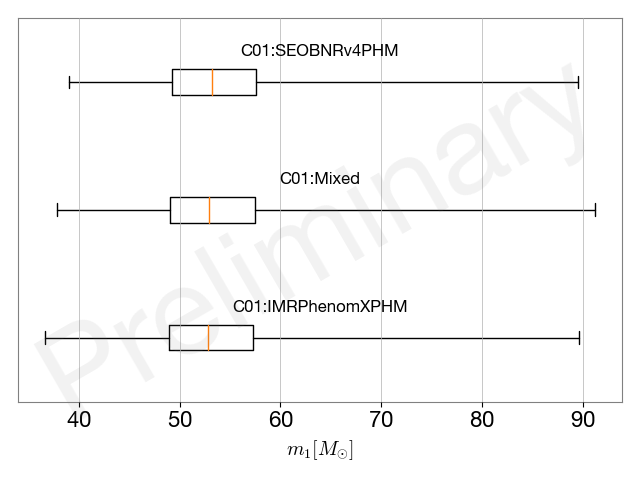 C01:SEOBNRv4PHM
C01:Mixed
C01:IMRPhenomXPHM
Preliminary
40 50 60 70 80 90
m₁[M☉]